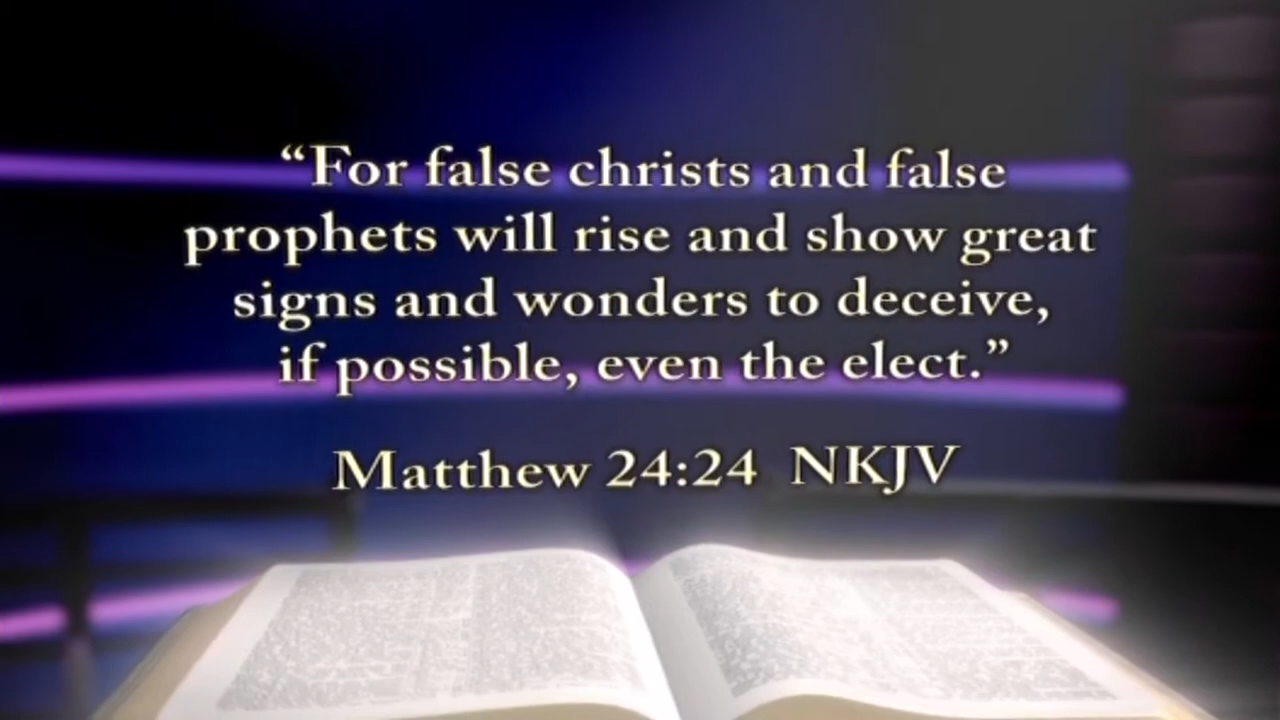 “For false christs and false
prophets will rise and show great
signs and wonders to deceive,
if possible, even the elect.”
Matthew 24:24 NKJV